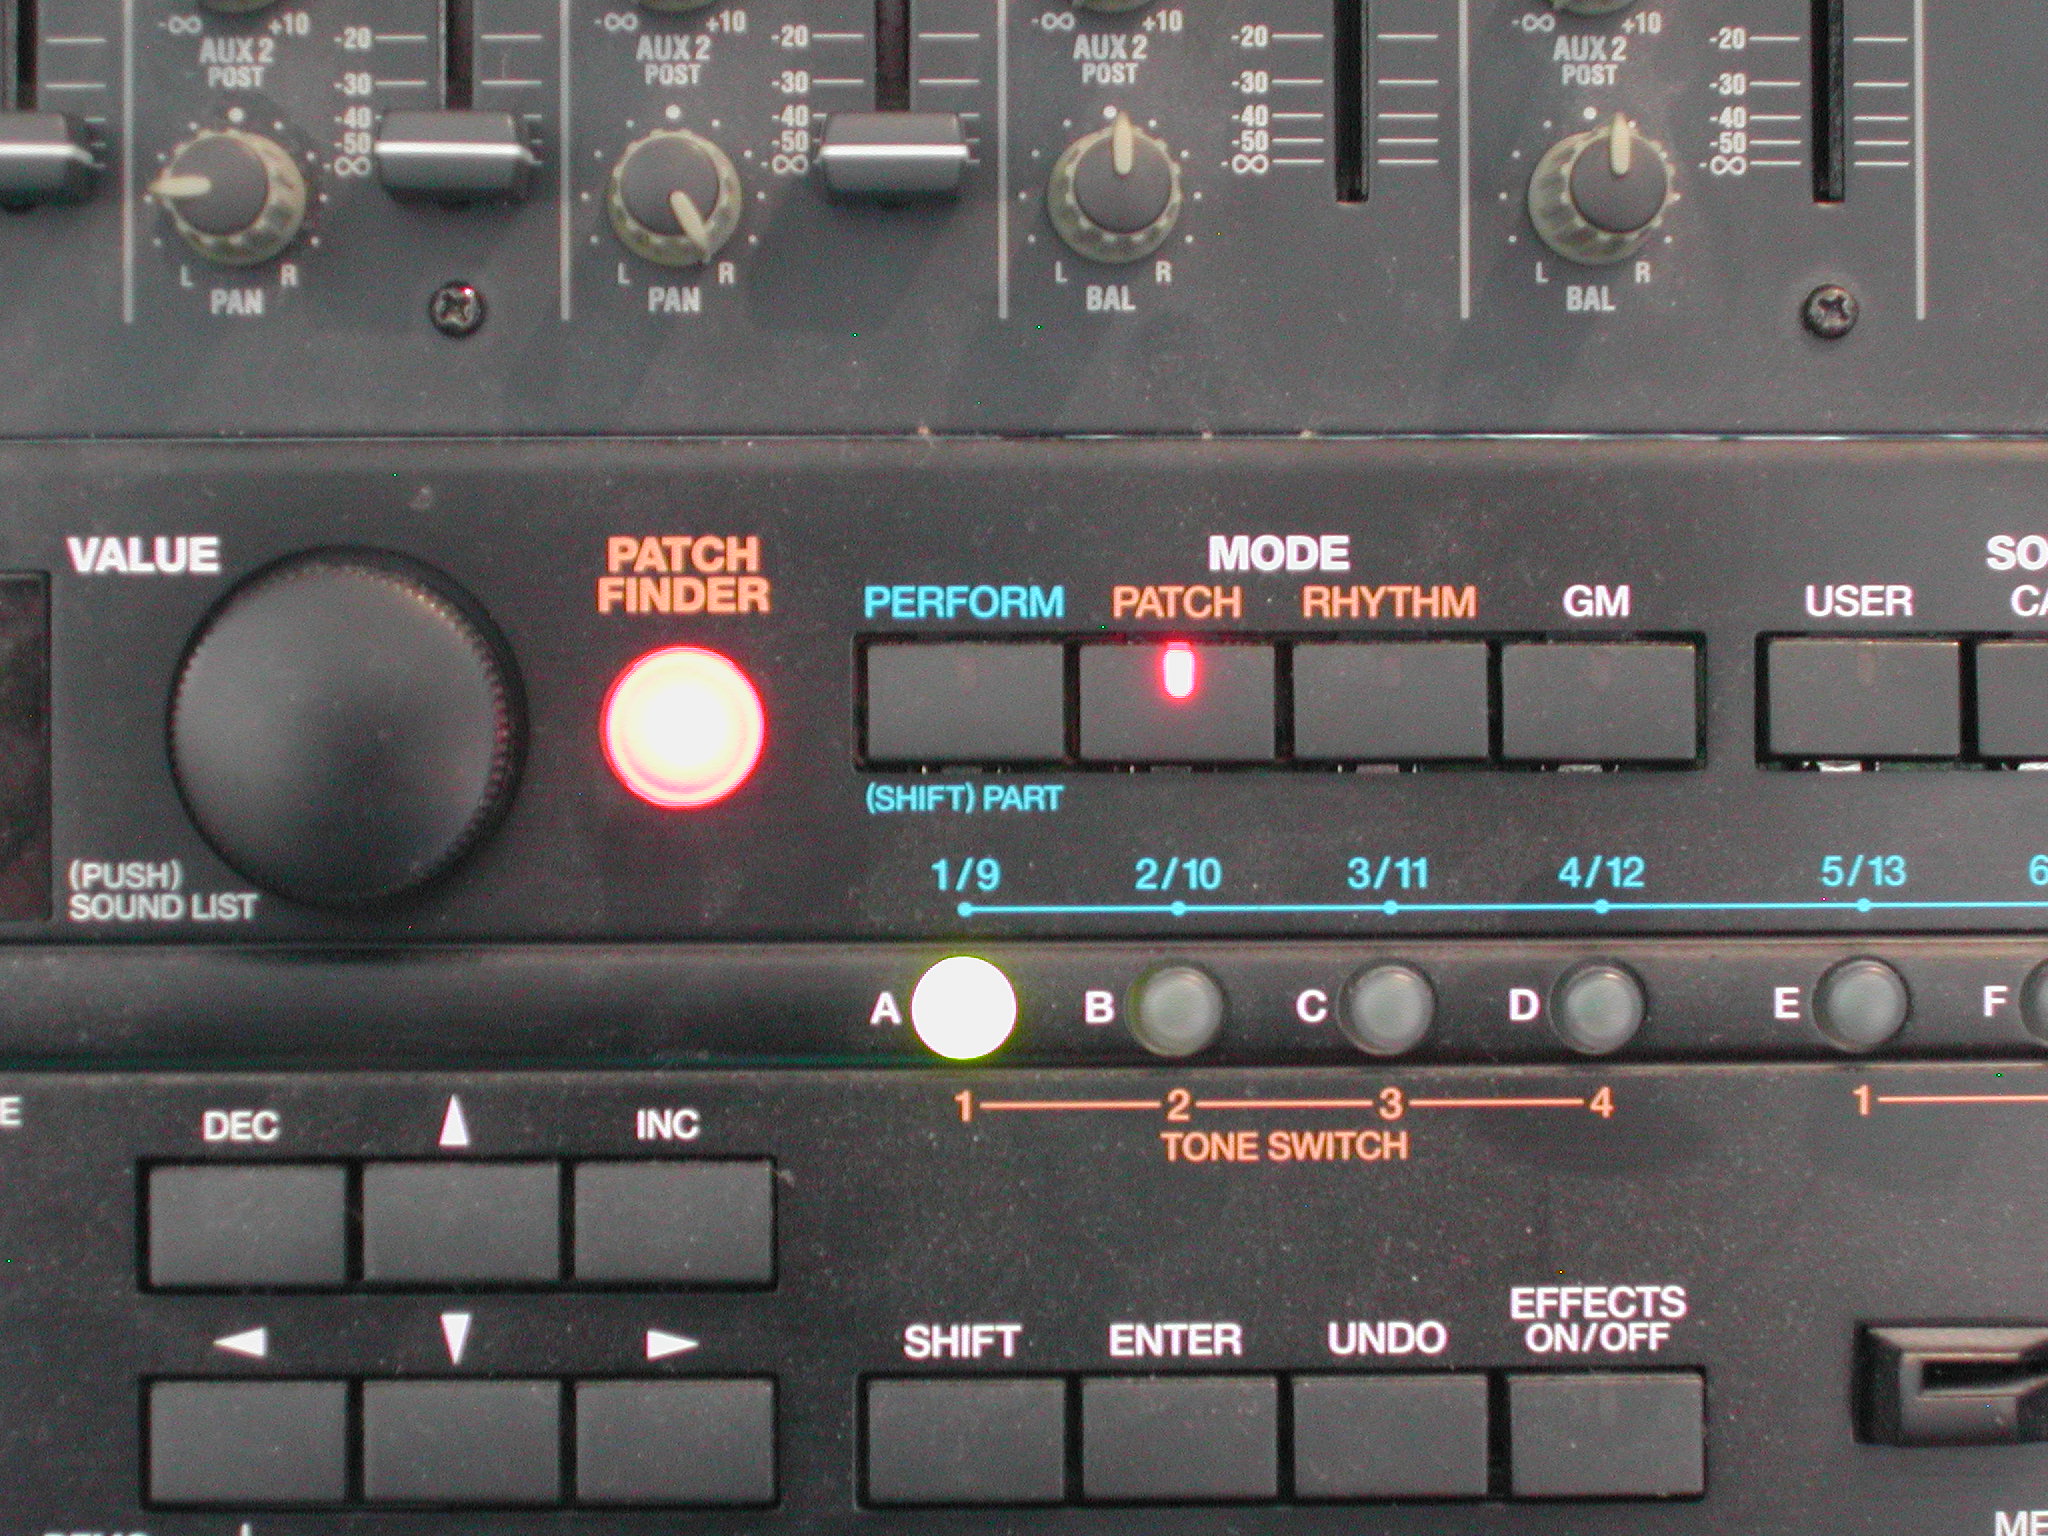 -∞ +10 -20 -∞ +10 -20 -∞ +10 -20 -∞ +10 -20
AUX 2 AUX 2 AUX 2 AUX 2
POST POST POST POST
-30 -30 -30 -30
-40 -40 -40 -40
-50 -50 -50 -50
-∞ -∞ -∞ -∞
L R L R L R L R
PAN PAN BAL BAL
VALUE
PATCH
FINDER
MODE
PERFORM PATCH · RHYTHM GM USER
(SHIFT) PART
(PUSH)
SOUND LIST
1/9 2/10 3/11 4/12 5/13
A B C D E F
1 2 3 4 1
TONE SWITCH
DEC ▲ INC
◀ ▼ ▶
SHIFT ENTER UNDO EFFECTS
ON/OFF